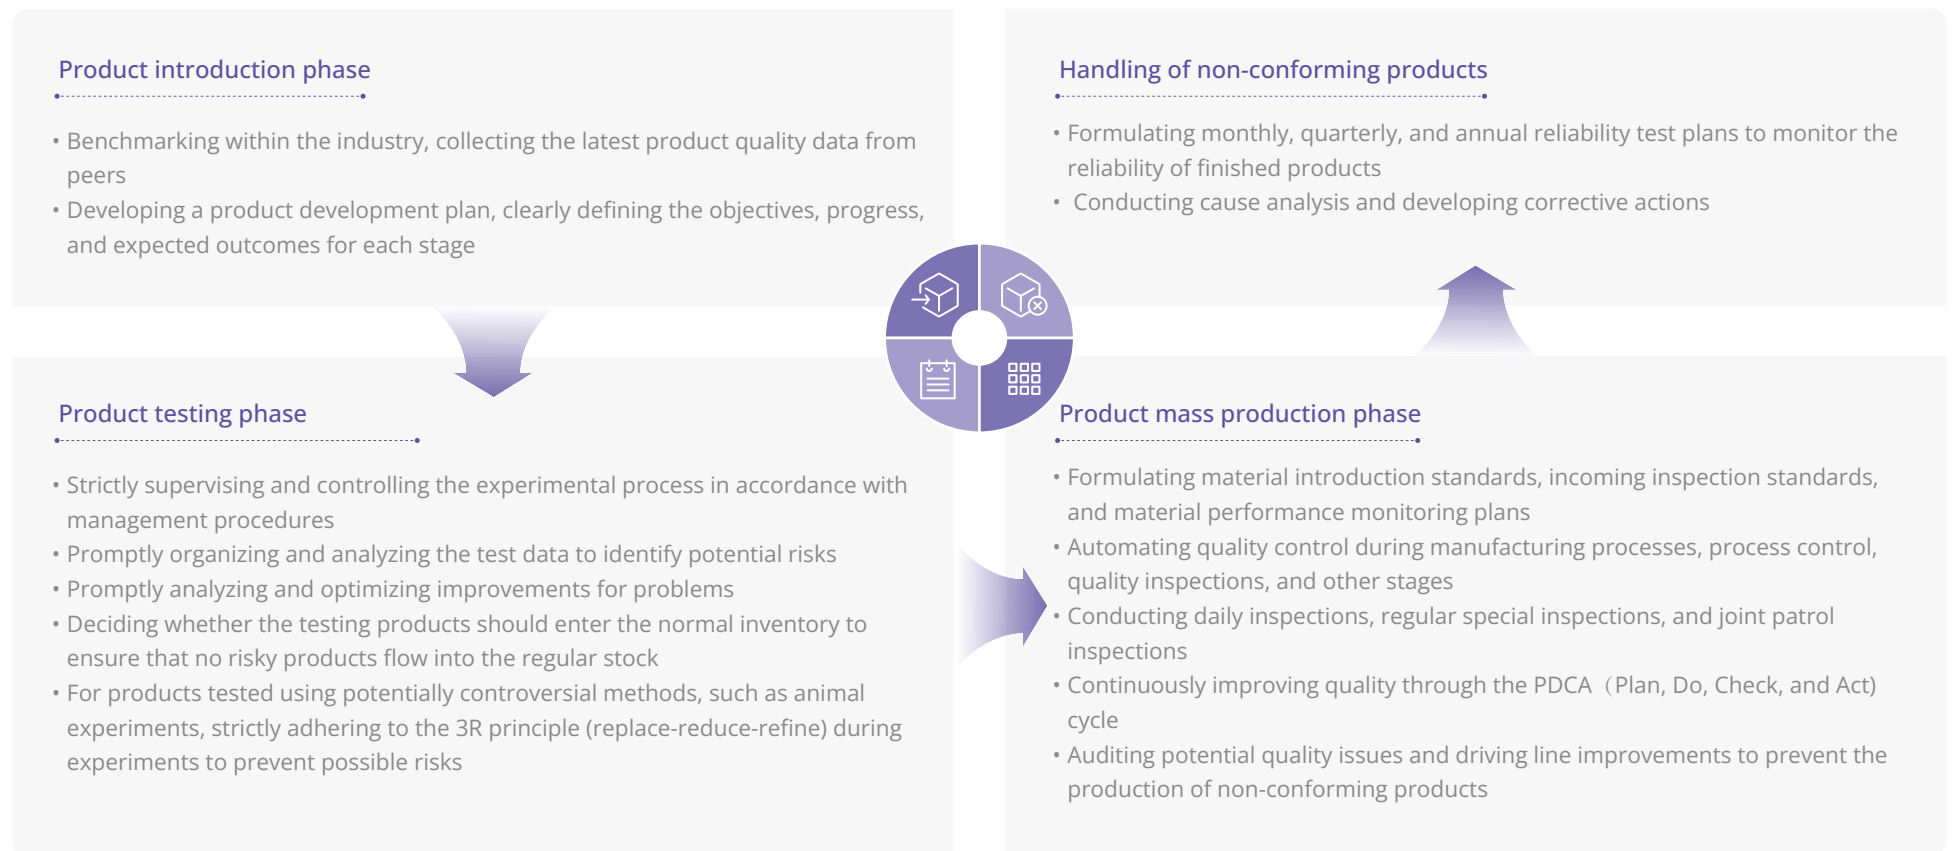 Product introduction phase
• Benchmarking within the industry, collecting the latest product quality data from
peers
• Developing a product development plan, clearly defining the objectives, progress,
and expected outcomes for each stage
Product testing phase
• Strictly supervising and controlling the experimental process in accordance with
management procedures
• Promptly organizing and analyzing the test data to identify potential risks
• Promptly analyzing and optimizing improvements for problems
• Deciding whether the testing products should enter the normal inventory to
ensure that no risky products flow into the regular stock
• For products tested using potentially controversial methods, such as animal
experiments, strictly adhering to the 3R principle (replace-reduce-refine) during
experiments to prevent possible risks
Product mass production phase
• Formulating material introduction standards, incoming inspection standards,
and material performance monitoring plans
• Automating quality control during manufacturing processes, process control,
quality inspections, and other stages
• Conducting daily inspections, regular special inspections, and joint patrol
inspections
• Continuously improving quality through the PDCA（Plan, Do, Check, and Act)
cycle
• Auditing potential quality issues and driving line improvements to prevent the
production of non-conforming products
Handling of non-conforming products
• Formulating monthly, quarterly, and annual reliability test plans to monitor the
reliability of finished products
• Conducting cause analysis and developing corrective actions